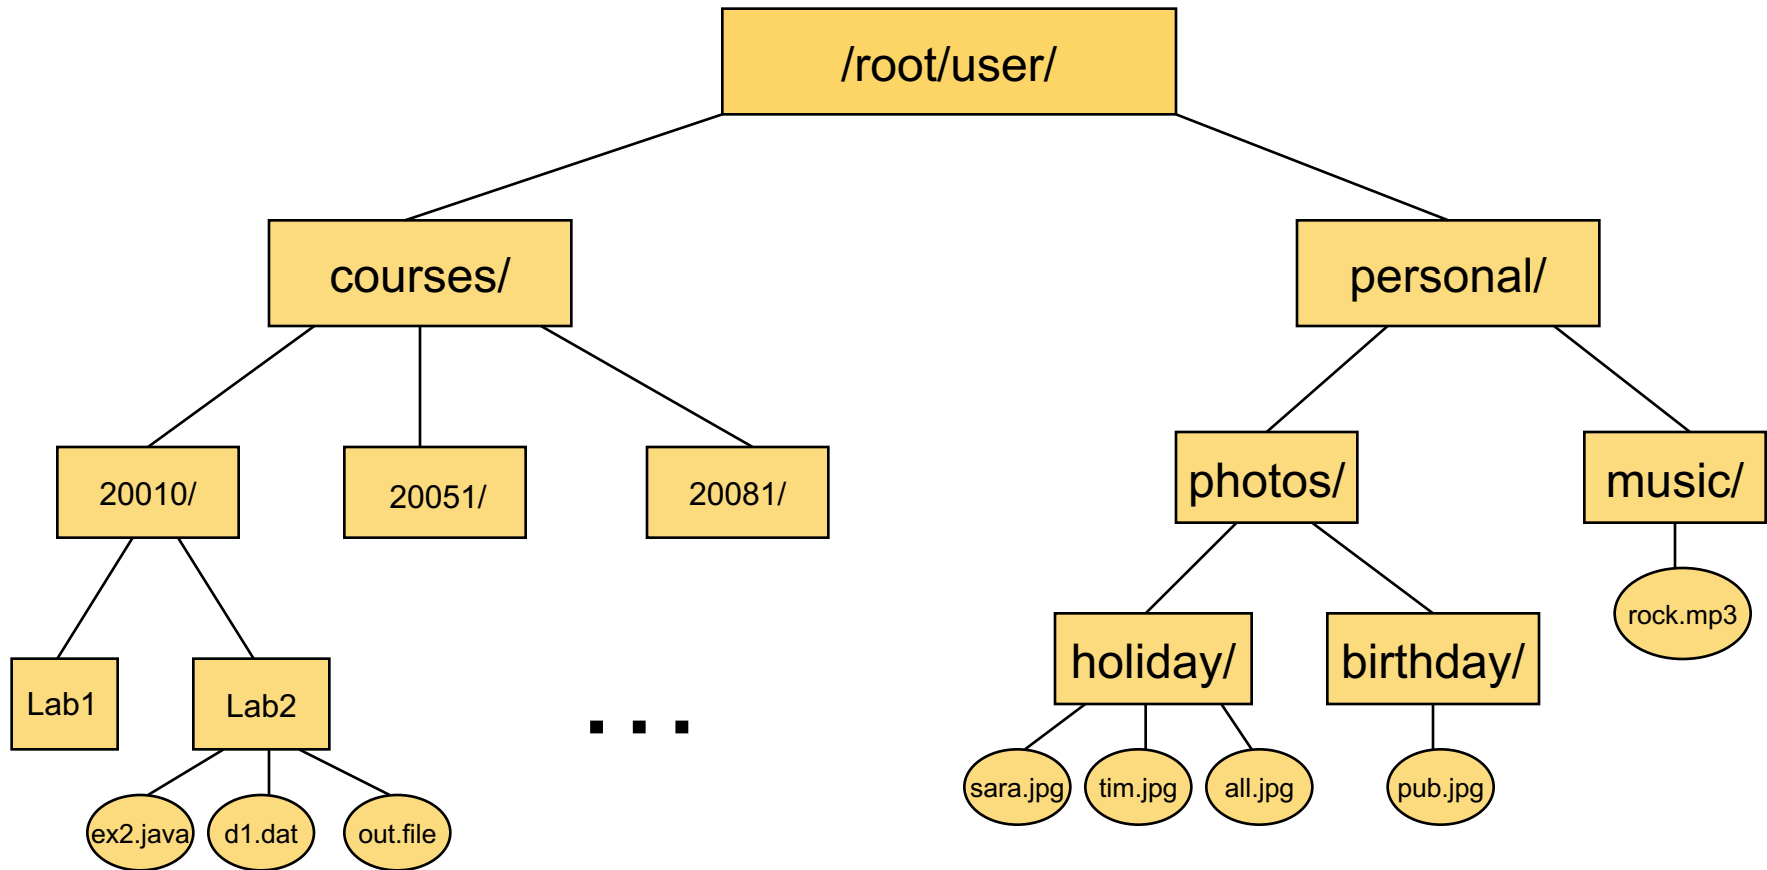 /root/user/
courses/
personal/
20010/
20051/
20081/
photos/
music/
Lab1
Lab2
. . .
holiday/
birthday/
rock.mp3
ex2.java
d1.dat
out.file
sara.jpg
tim.jpg
all.jpg
pub.jpg